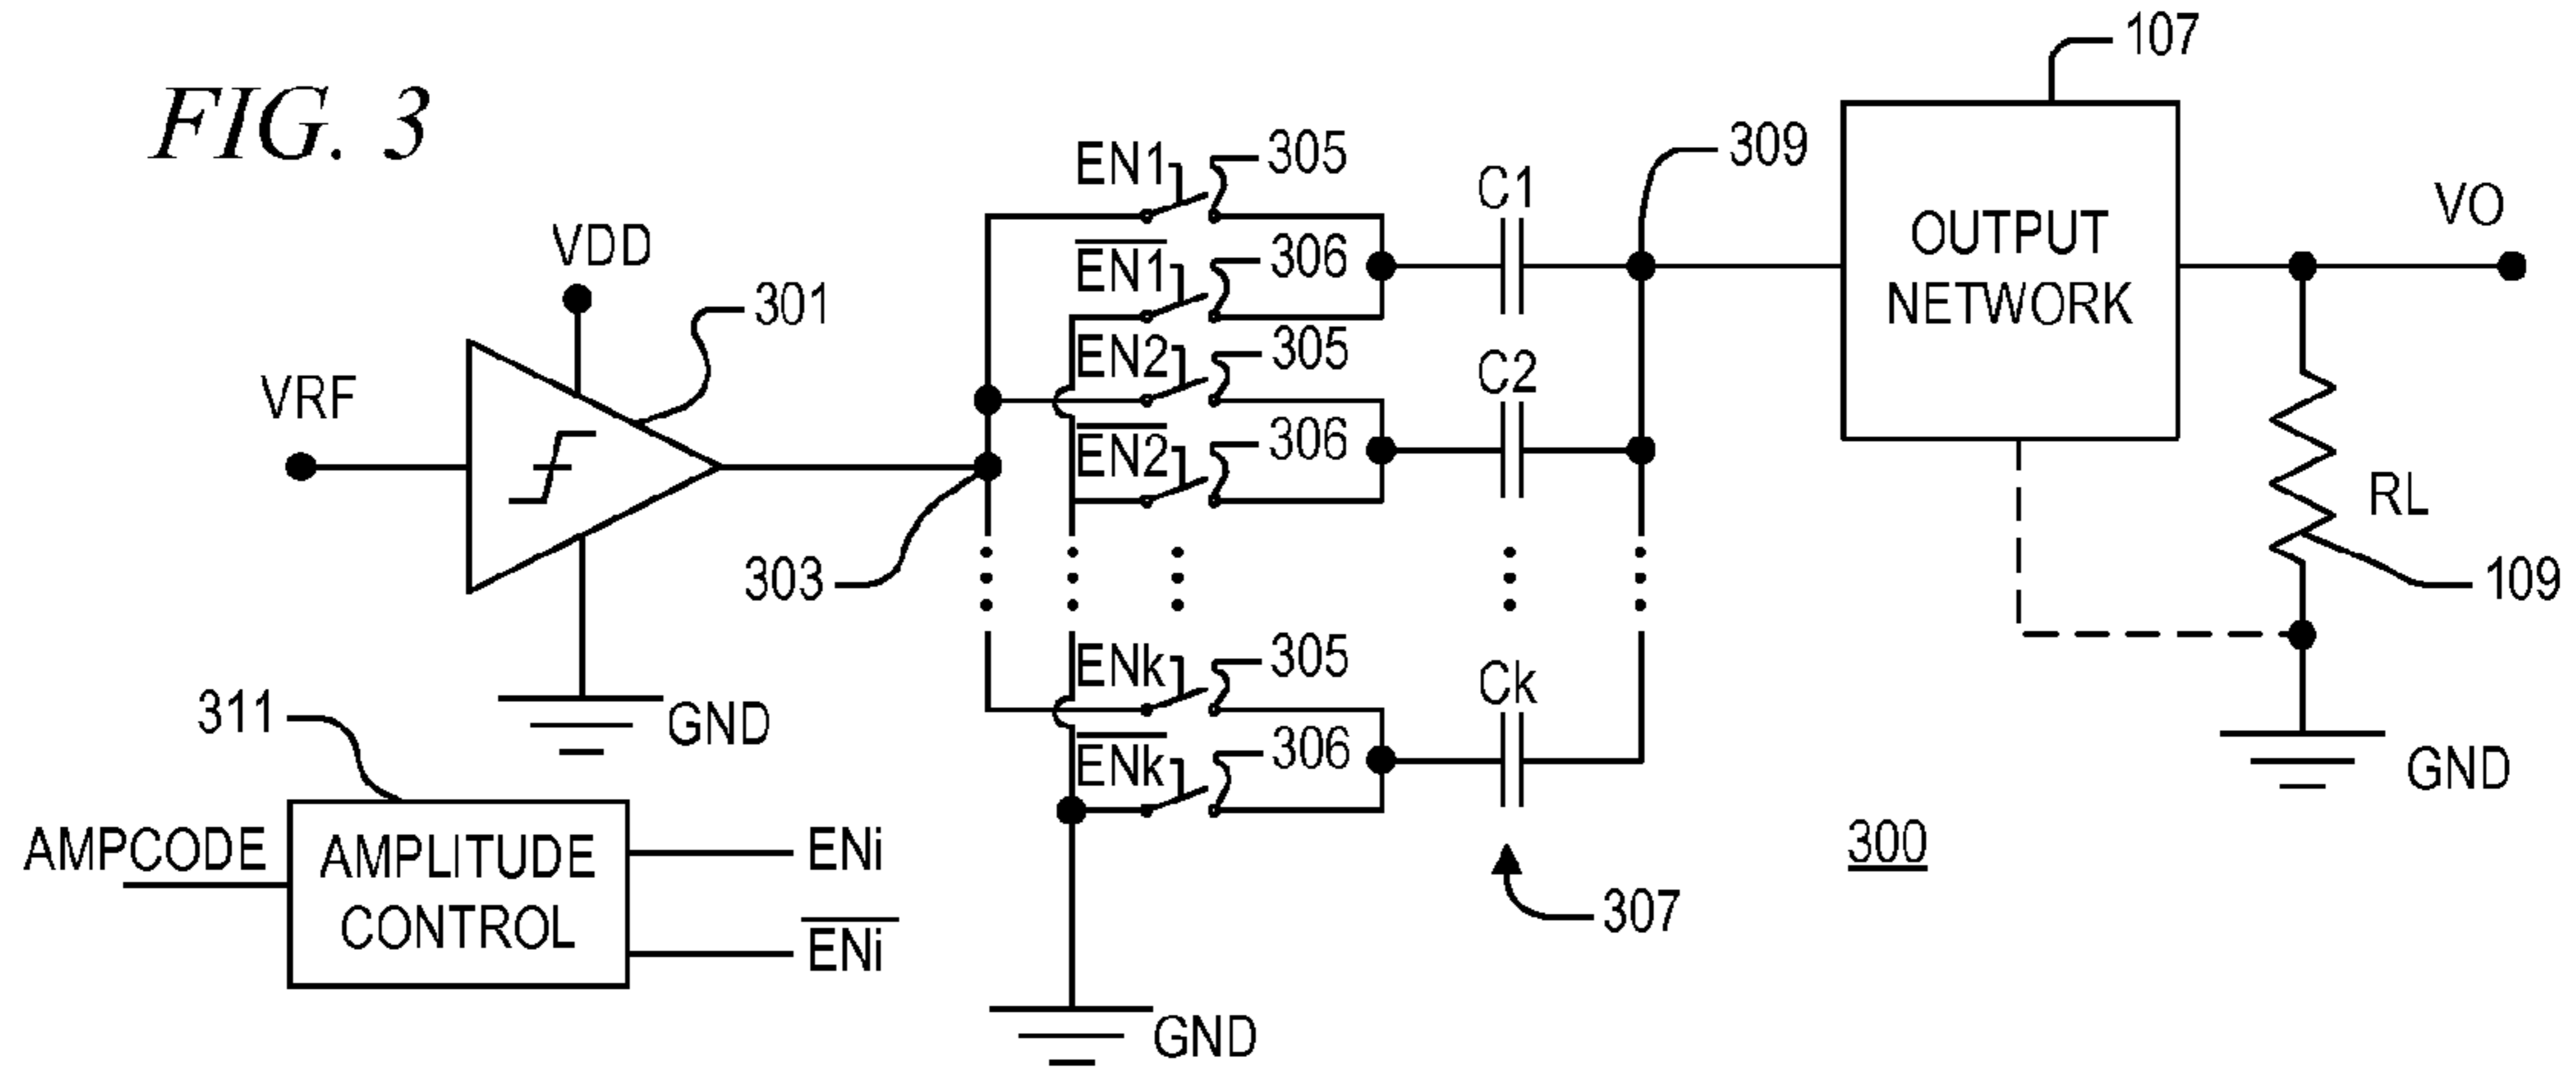 FIG. 3
107
305
309
EN1
C1
VO
VDD
306
OUTPUT
NETWORK
EN1
301
305
EN2
C2
VRF
306
EN2
RL
303
109
305
ENk
Ck
311
GND
306
ENk
GND
AMPCODE
AMPLITUDE
CONTROL
ENi
300
307
ENi
GND